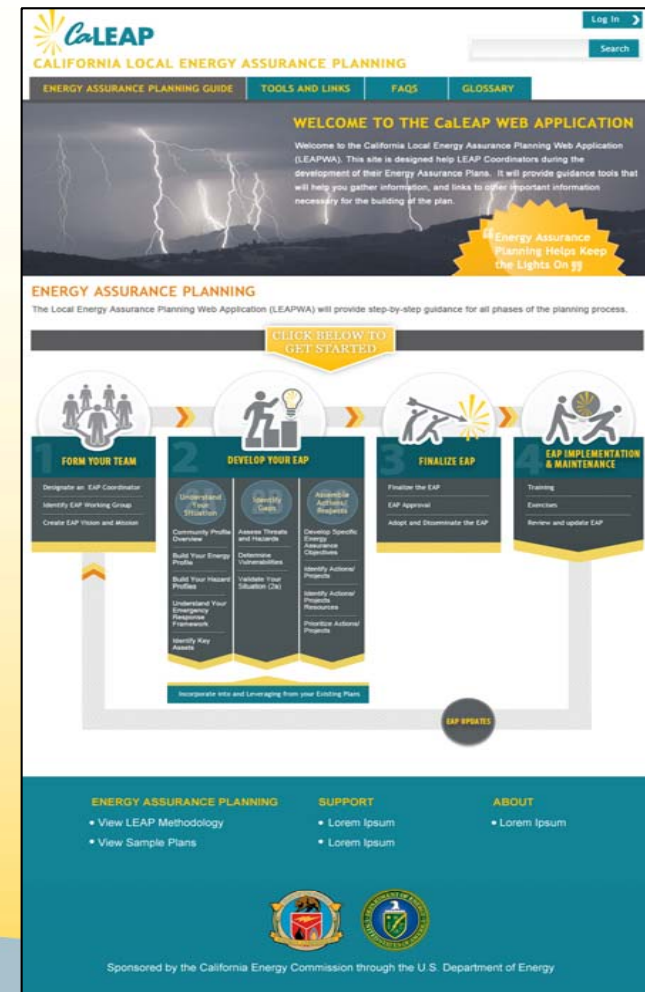 Log In
CaLEAP
Search
CALIFORNIA LOCAL ENERGY ASSURANCE PLANNING
ENERGY ASSURANCE PLANNING GUIDE
TOOLS AND LINKS
FAQS
GLOSSARY
WELCOME TO THE CaLEAP WEB APPLICATION
Welcome to the California Local Energy Assurance Planning Web Application
(LEAPWA). This site is designed help LEAP Coordinators during the
development of their Energy Assurance Plans. It will provide guidance tools that
will help you gather information, and links to other important information
necessary for the building of the plan.
“Energy Assurance
Planning Helps Keep
the Lights On”
ENERGY ASSURANCE PLANNING
The Local Energy Assurance Planning Web Application (LEAPWA) will provide step-by-step guidance for all phases of the planning process.
CLICK BELOW TO
GET STARTED
1
FORM YOUR TEAM
Designate an EAP Coordinator
Identify EAP Working Group
Create EAP Vision and Mission
2
DEVELOP YOUR EAP
Understand
Your
Situation
Community Profile
Overview
Build Your Energy
Profile
Build Your Hazard
Profiles
Understand Your
Emergency
Response
Framework
Identify Key
Assets
Identify
Gaps
Assess Threats
and Hazards
Determine
Vulnerabilities
Validate Your
Situation (2a)
Assemble
Actions/
Projects
Develop Specific
Energy
Assurance
Objectives
Identify Actions/
Projects
Identify Actions/
Projects
Resources
Prioritize Actions/
Projects
Incorporate into and Leveraging from your Existing Plans
3
FINALIZE EAP
Finalize the EAP
EAP Approval
Adopt and Disseminate the EAP
4
EAP IMPLEMENTATION
& MAINTENANCE
Training
Exercises
Review and update EAP
EAP UPDATES
ENERGY ASSURANCE PLANNING
• View LEAP Methodology
• View Sample Plans
SUPPORT
• Lorem Ipsum
• Lorem Ipsum
ABOUT
• Lorem Ipsum
Sponsored by the California Energy Commission through the U.S. Department of Energy